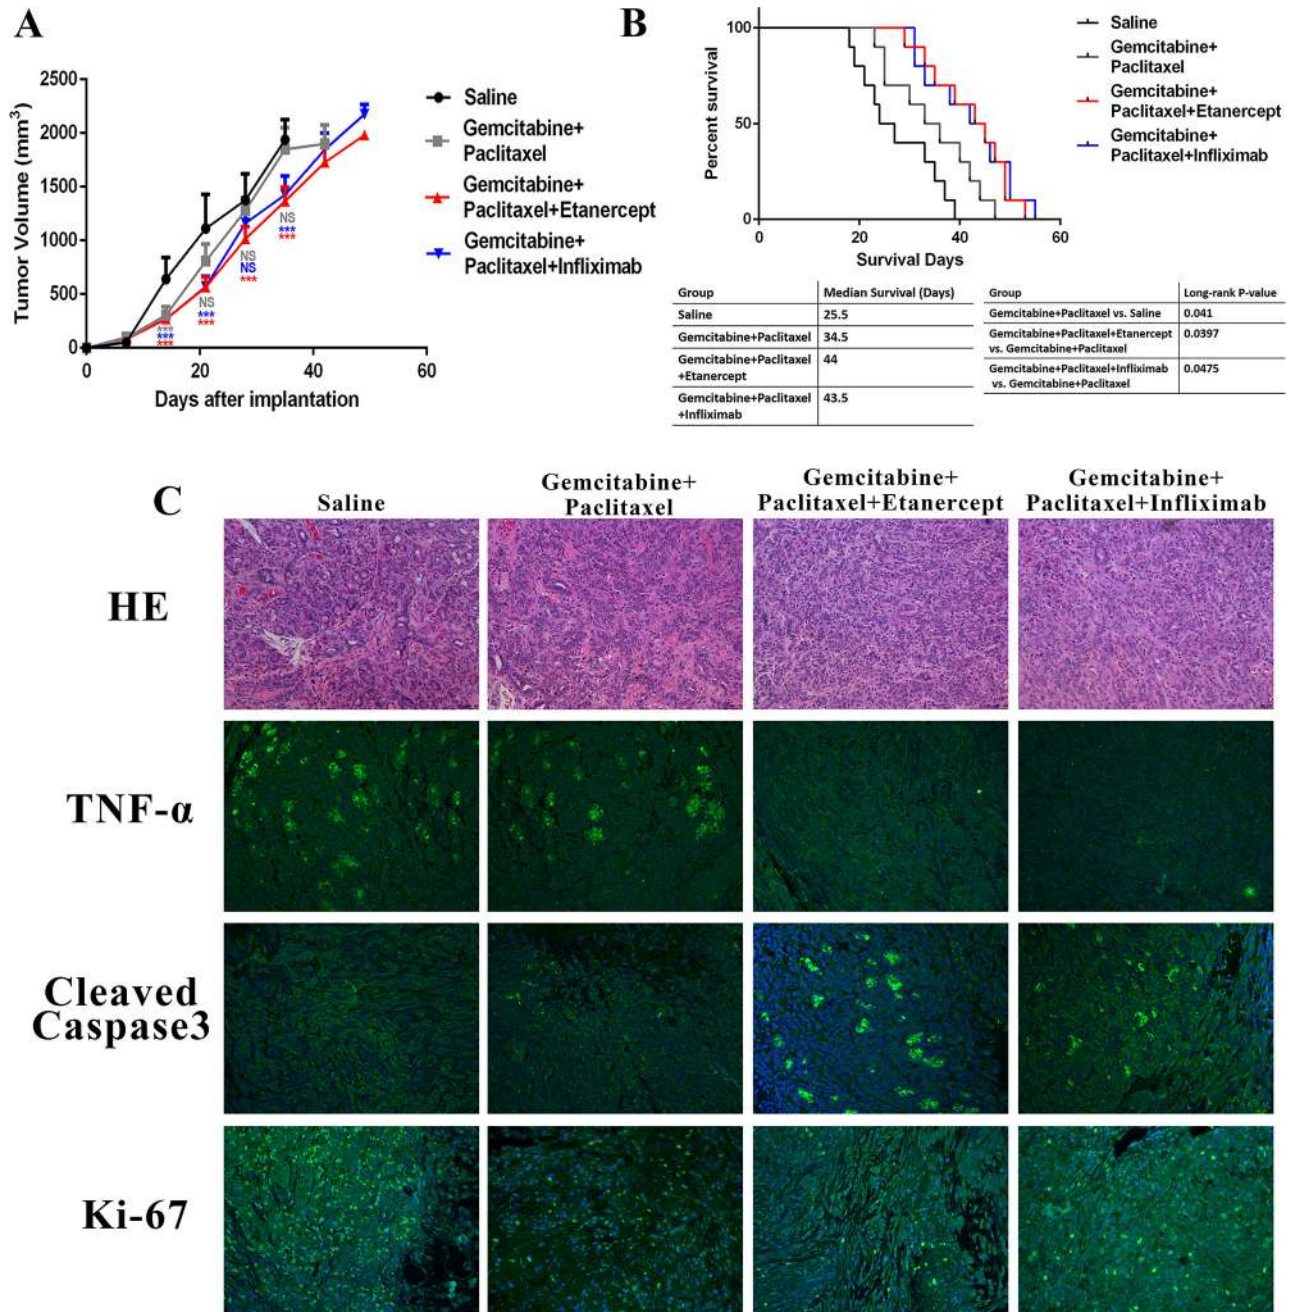 A
2500
2000
1500
1000
500
0
Tumor Volume (mm3)
0
20
40
60
Days after implantation
NS
***
***
***
NS
***
***
NS
NS
***
NS
***
***
Saline
Gemcitabine+
Paclitaxel
Gemcitabine+
Paclitaxel+Etanercept
Gemcitabine+
Paclitaxel+Infliximab
B
100
50
0
Percent survival
0
20
40
60
Survival Days
Saline
Gemcitabine+
Paclitaxel
Gemcitabine+
Paclitaxel+Etanercept
Gemcitabine+
Paclitaxel+Infliximab
Group Median Survival (Days)
Saline 25.5
Gemcitabine+Paclitaxel 34.5
Gemcitabine+Paclitaxel 44
+Etanercept
Gemcitabine+Paclitaxel 43.5
+Infliximab
Group Long-rank P-value
Gemcitabine+Paclitaxel vs. Saline 0.041
Gemcitabine+Paclitaxel+Etanercept 0.0397
vs. Gemcitabine+Paclitaxel
Gemcitabine+Paclitaxel+Infliximab 0.0475
vs. Gemcitabine+Paclitaxel
C
Saline
Gemcitabine+
Paclitaxel
Gemcitabine+
Paclitaxel+Etanercept
Gemcitabine+
Paclitaxel+Infliximab
HE
TNF-α
Cleaved
Caspase3
Ki-67